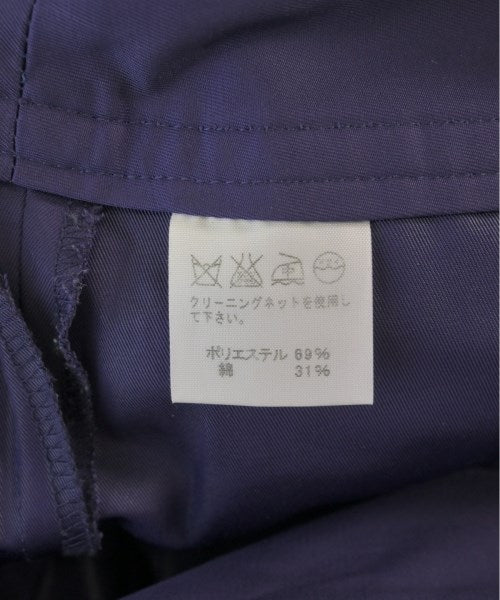 クリーニングネットを使用し
て下さい。
ポリエステル 69%
綿 31%